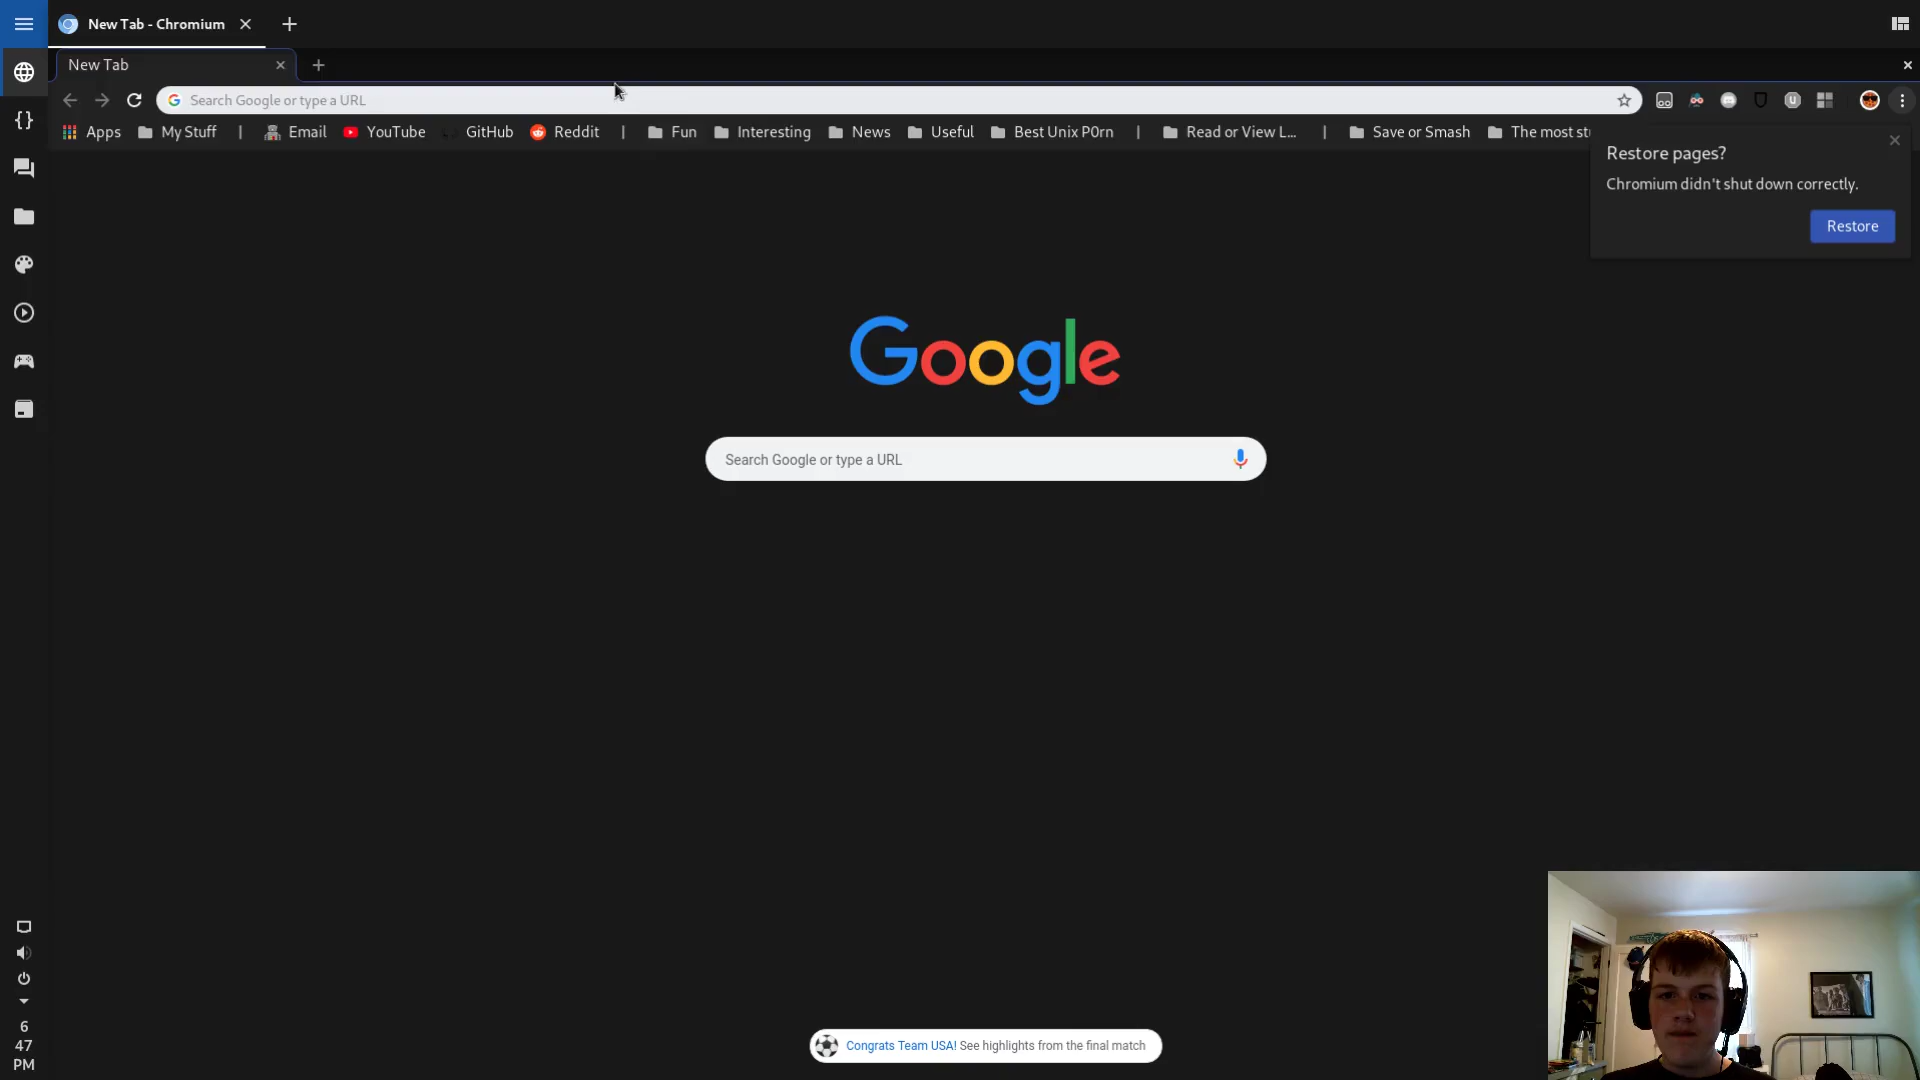 New Tab - Chromium
New Tab
Search Google or type a URL
Apps My Stuff | Email YouTube GitHub Reddit | Fun Interesting News Useful Best Unix P0rn | Read or View L... | Save or Smash The most stu
Restore pages?
Chromium didn't shut down correctly.
Restore
Google
Search Google or type a URL
Congrats Team USA! See highlights from the final match
6
47
PM